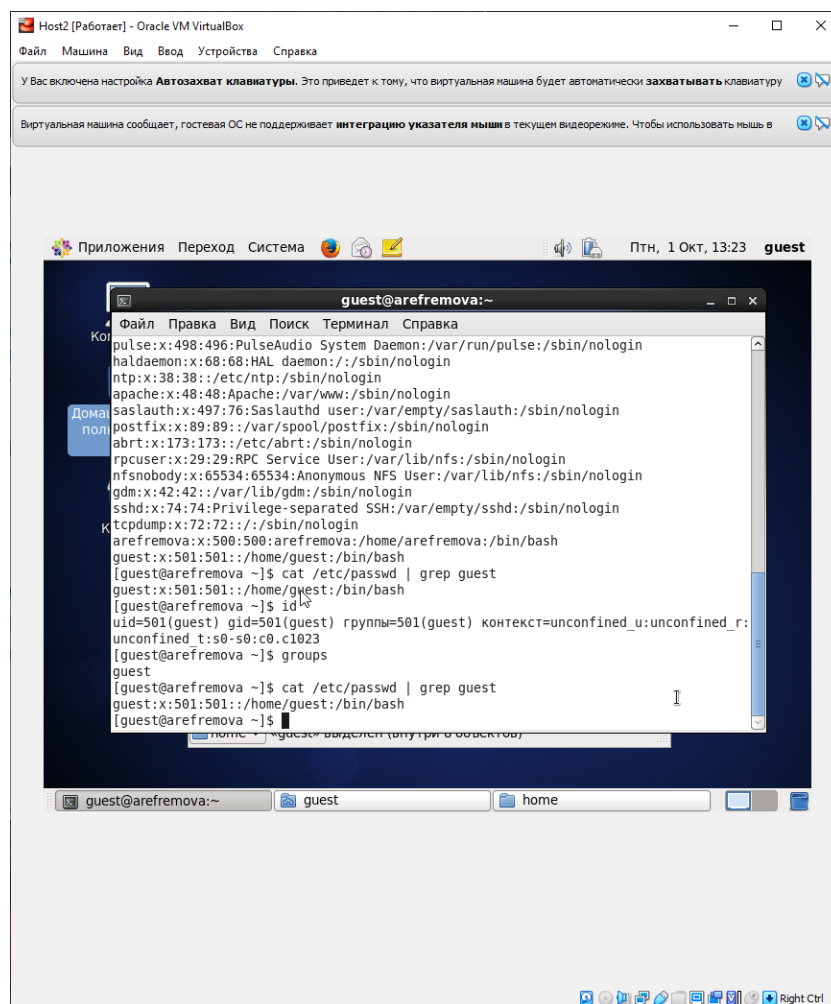 Host2 [Работает] - Oracle VM VirtualBox
Файл Машина Вид Ввод Устройства Справка
У Вас включена настройка Автозахват клавиатуры. Это приведет к тому, что виртуальная машина будет автоматически захватывать клавиатуру
Виртуальная машина сообщает, гостевая ОС не поддерживает интеграцию указателя мыши в текущем видеорежиме. Чтобы использовать мышь в
Приложения Переход Система Птн, 1 Окт, 13:23 guest
guest@arefremova:~
Файл Правка Вид Поиск Терминал Справка
pulse:x:498:496:PulseAudio System Daemon:/var/run/pulse:/sbin/nologin
haldaemon:x:68:68:HAL daemon:/:/sbin/nologin
ntp:x:38:38::/etc/ntp:/sbin/nologin
apache:x:48:48:Apache:/var/www:/sbin/nologin
saslauth:x:497:76:Saslauthd user:/var/empty/saslauth:/sbin/nologin
postfix:x:89:89::/var/spool/postfix:/sbin/nologin
abrt:x:173:173::/etc/abrt:/sbin/nologin
rpcuser:x:29:29:RPC Service User:/var/lib/nfs:/sbin/nologin
nfsnobody:x:65534:65534:Anonymous NFS User:/var/lib/nfs:/sbin/nologin
gdm:x:42:42::/var/lib/gdm:/sbin/nologin
sshd:x:74:74:Privilege-separated SSH:/var/empty/sshd:/sbin/nologin
tcpdump:x:72:72::/:/sbin/nologin
arefremova:x:500:500:arefremova:/home/arefremova:/bin/bash
guest:x:501:501::/home/guest:/bin/bash
[guest@arefremova ~]$ cat /etc/passwd | grep guest
guest:x:501:501::/home/guest:/bin/bash
[guest@arefremova ~]$ id
uid=501(guest) gid=501(guest) группы=501(guest) контекст=unconfined_u:unconfined_r:
unconfined_t:s0-s0:c0.c1023
[guest@arefremova ~]$ groups
guest
[guest@arefremova ~]$ cat /etc/passwd | grep guest
guest:x:501:501::/home/guest:/bin/bash
[guest@arefremova ~]$
home «guest» выделен (внутри 0 объектов)
guest@arefremova:~ guest home
Right Ctrl